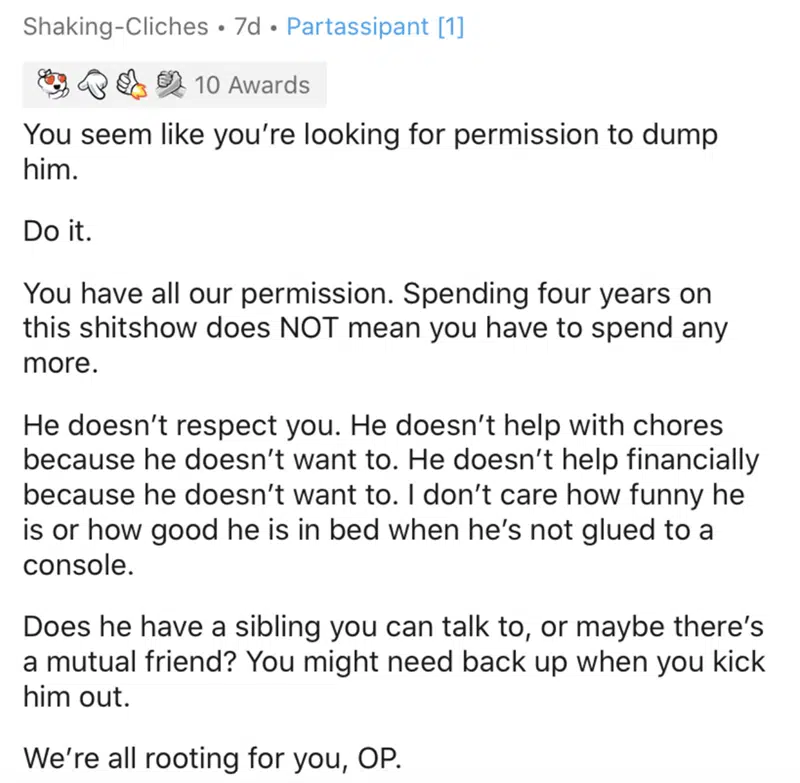 Shaking-Cliches • 7d • Partassipant [1]
10 Awards
You seem like you’re looking for permission to dump
him.
Do it.
You have all our permission. Spending four years on
this shitshow does NOT mean you have to spend any
more.
He doesn’t respect you. He doesn’t help with chores
because he doesn’t want to. He doesn’t help financially
because he doesn’t want to. I don’t care how funny he
is or how good he is in bed when he’s not glued to a
console.
Does he have a sibling you can talk to, or maybe there’s
a mutual friend? You might need back up when you kick
him out.
We’re all rooting for you, OP.